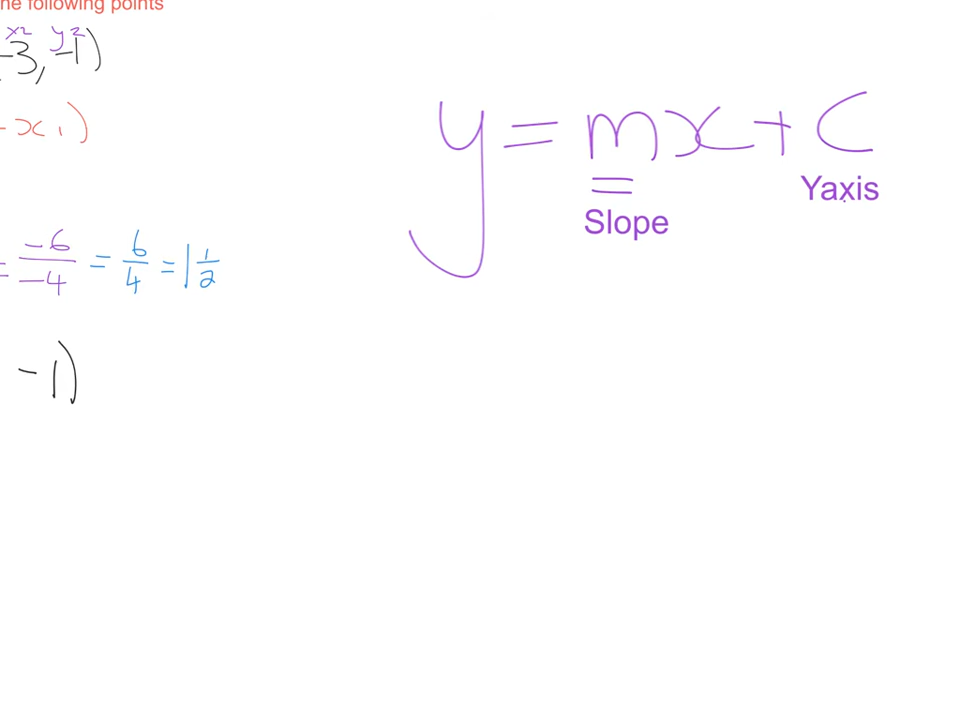 he following points
x2 y2
-3, -1)
- x1)
y = mx + c
Yaxis
Slope
= -6/-4 = 6/4 = 1 1/2
-1)